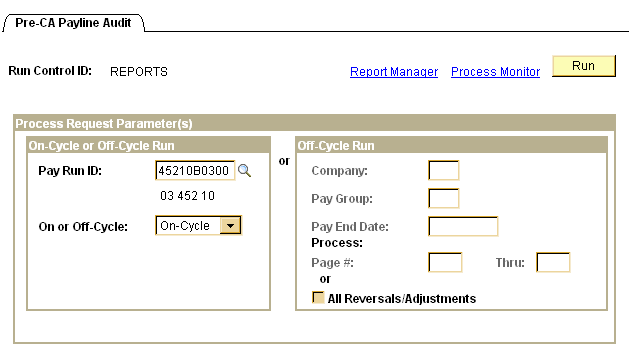 Pre-CA Payline Audit
Run Control ID: REPORTS Report Manager Process Monitor Run
Process Request Parameter(s)
On-Cycle or Off-Cycle Run
Pay Run ID: 45210B0300
03 452 10
On or Off-Cycle: On-Cycle
or
Off-Cycle Run
Company:
Pay Group:
Pay End Date:
Process:
Page #: Thru:
or
All Reversals/Adjustments